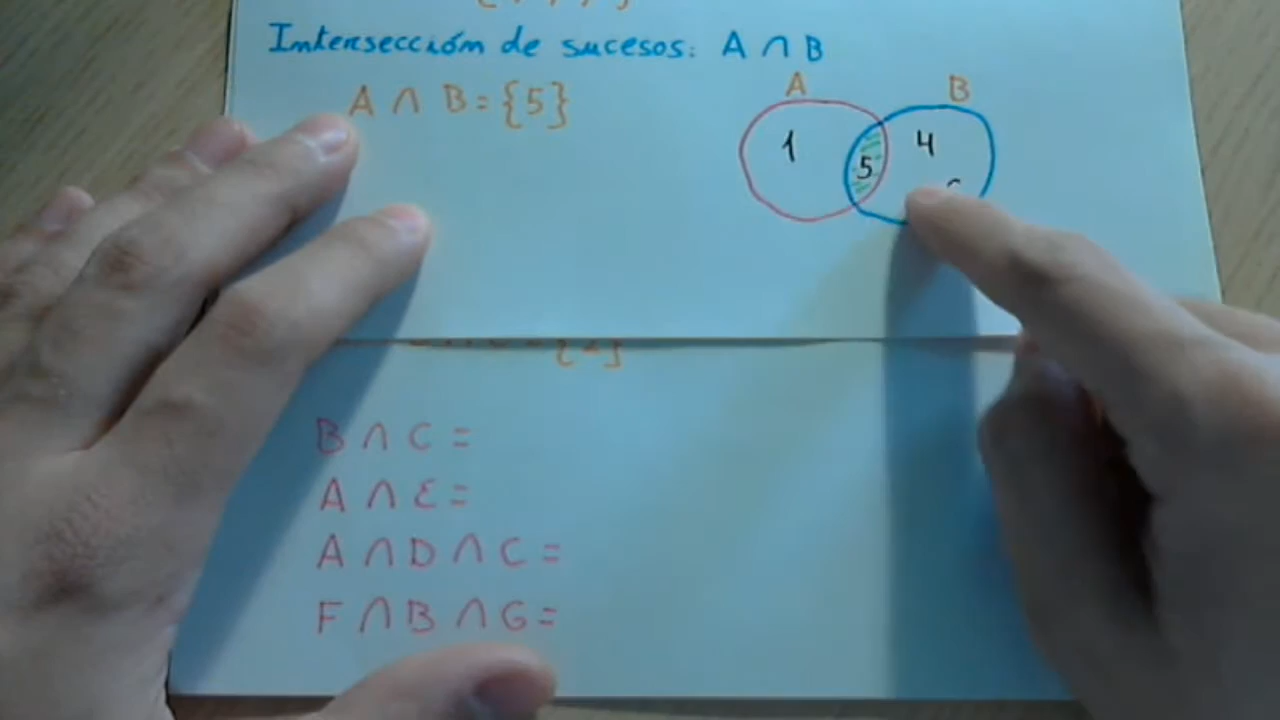 Intersección de sucesos: A ∩ B
A ∩ B = {5}
A B
1 5 4
B ∩ C =
A ∩ E =
A ∩ D ∩ C =
F ∩ B ∩ G =